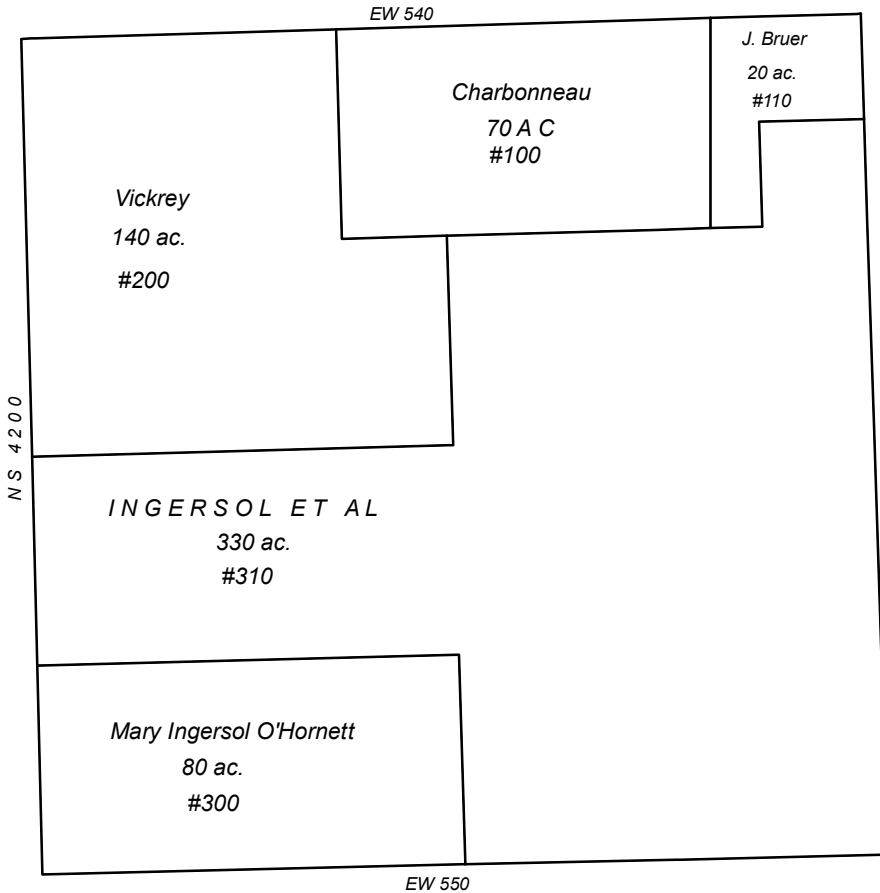 EW 540
J. Bruer
20 ac.
#110
Charbonneau
70 A C
#100
Vickrey
140 ac.
#200
NS 4200
INGERSOL ET AL
330 ac.
#310
Mary Ingersol O'Hornett
80 ac.
#300
EW 550